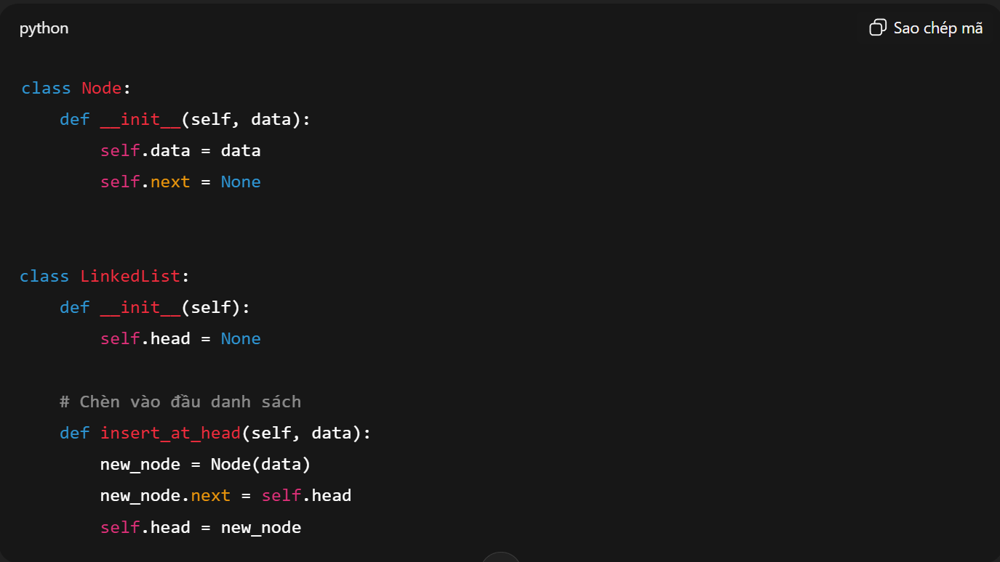 python
Sao chép mã
class Node:
    def __init__(self, data):
        self.data = data
        self.next = None
class LinkedList:
    def __init__(self):
        self.head = None
    # Chèn vào đầu danh sách
    def insert_at_head(self, data):
        new_node = Node(data)
        new_node.next = self.head
        self.head = new_node